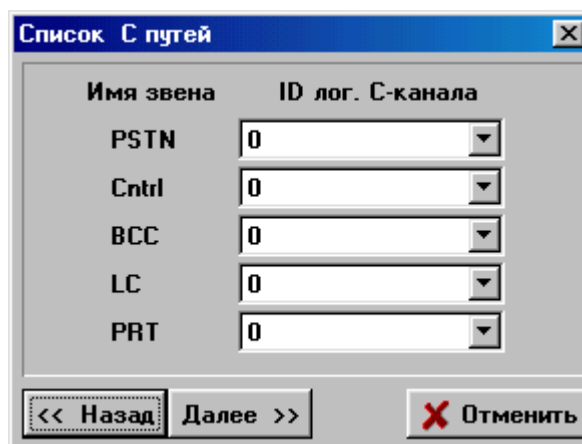 Список С путей
Имя звена ID лог. С-канала
PSTN 0
Cntrl 0
BCC 0
LC 0
PRT 0
<< Назад Далее >> Отменить